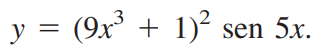 y = (9x³ + 1)² sen 5x.